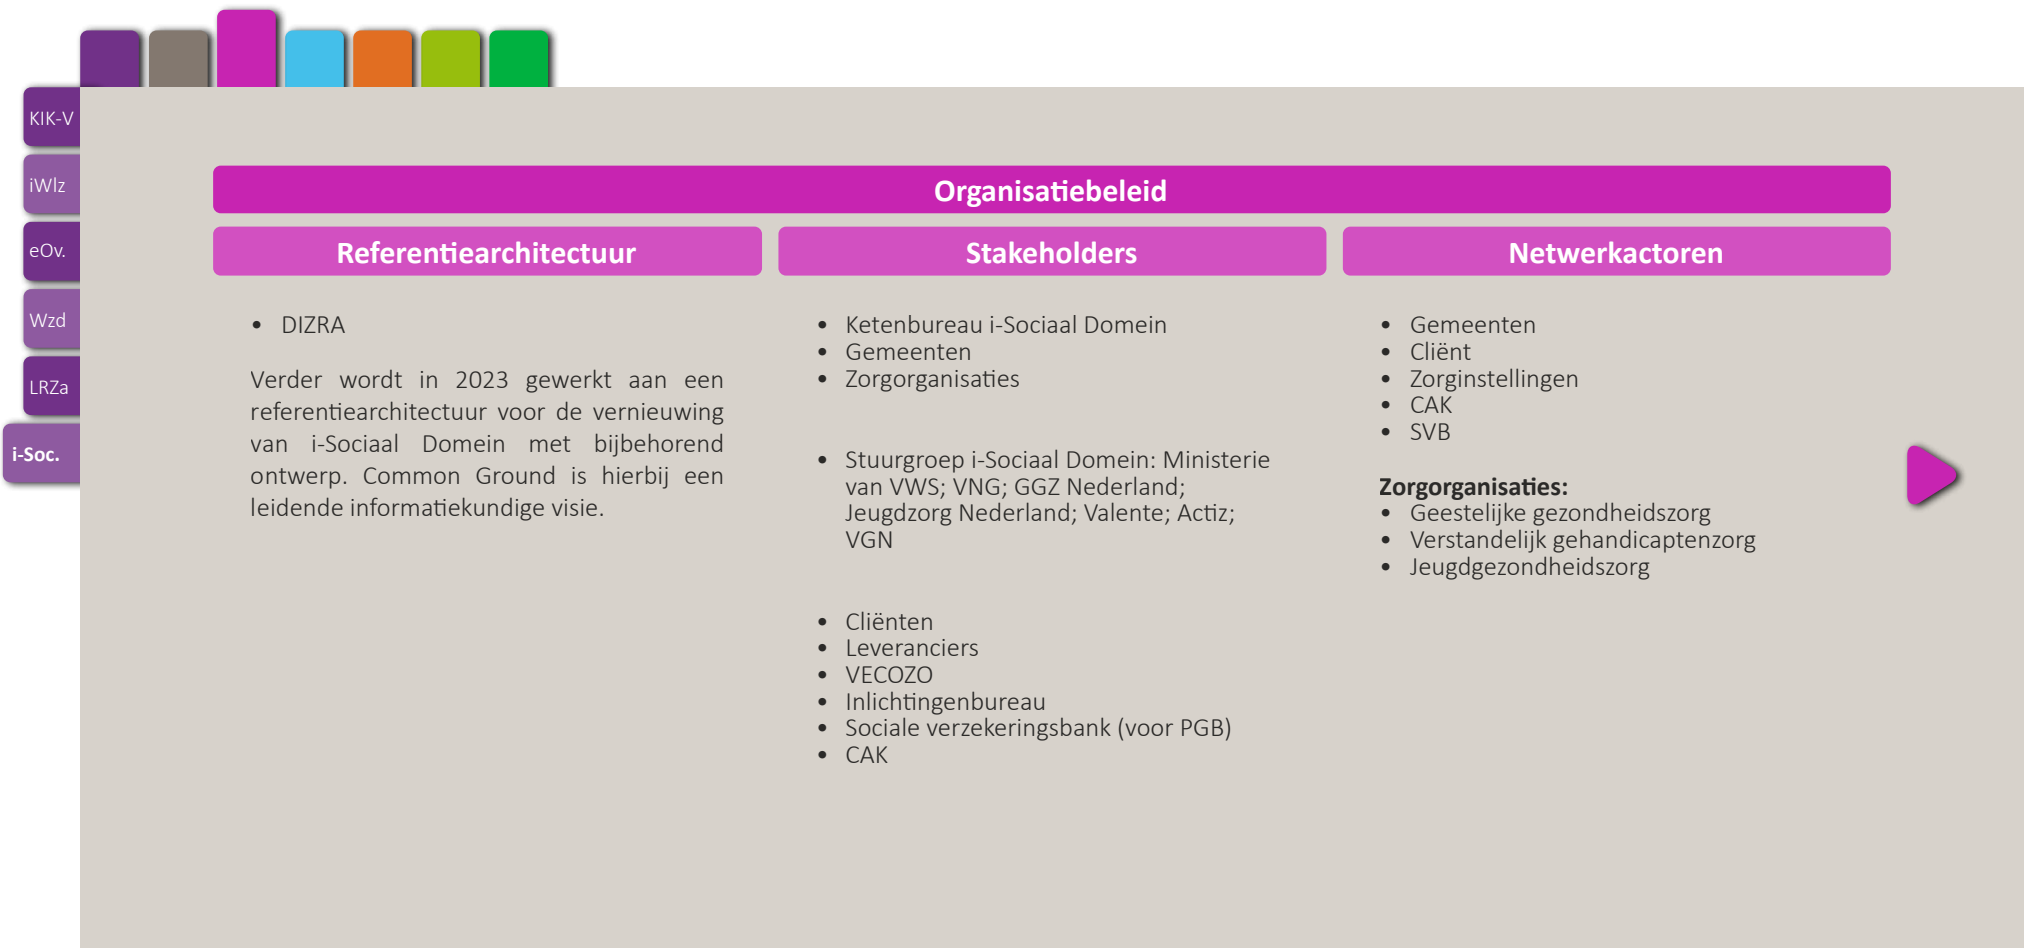 KIK-V
iWlz
eOv.
Wzd
LRZa
i-Soc.
Organisatiebeleid
Referentiearchitectuur
• DIZRA
Verder wordt in 2023 gewerkt aan een
referentiearchitectuur voor de vernieuwing
van i-Sociaal Domein met bijbehorend
ontwerp. Common Ground is hierbij een
leidende informatiekundige visie.
Stakeholders
• Ketenbureau i-Sociaal Domein
• Gemeenten
• Zorgorganisaties
• Stuurgroep i-Sociaal Domein: Ministerie
van VWS; VNG; GGZ Nederland;
Jeugdzorg Nederland; Valente; Actiz;
VGN
• Cliënten
• Leveranciers
• VECOZO
• Inlichtingenbureau
• Sociale verzekeringsbank (voor PGB)
• CAK
Netwerkactoren
• Gemeenten
• Cliënt
• Zorginstellingen
• CAK
• SVB
Zorgorganisaties:
• Geestelijke gezondheidszorg
• Verstandelijk gehandicaptenzorg
• Jeugdgezondheidszorg